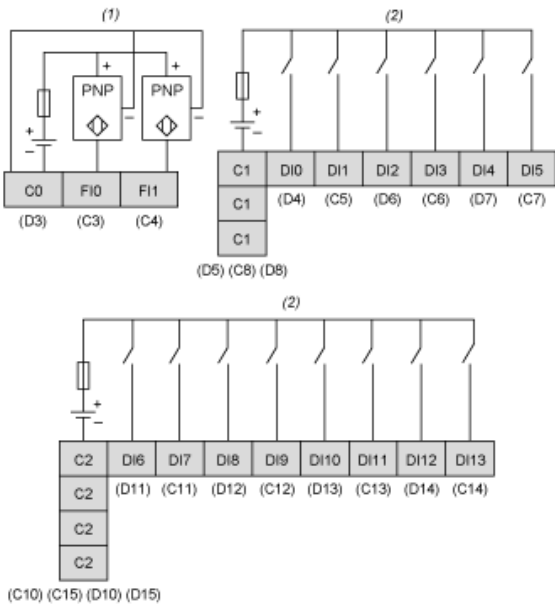 (1)
+ +
PNP PNP
− −
+
−
C0 FI0 FI1
(D3) (C3) (C4)
(2)
+
−
C1 DI0 DI1 DI2 DI3 DI4 DI5
C1 (D4) (C5) (D6) (C6) (D7) (C7)
C1
(D5) (C8) (D8)
(2)
+
−
C2 DI6 DI7 DI8 DI9 DI10 DI11 DI12 DI13
C2 (D11) (C11) (D12) (C12) (D13) (C13) (D14) (C14)
C2
C2
(C10) (C15) (D10) (D15)